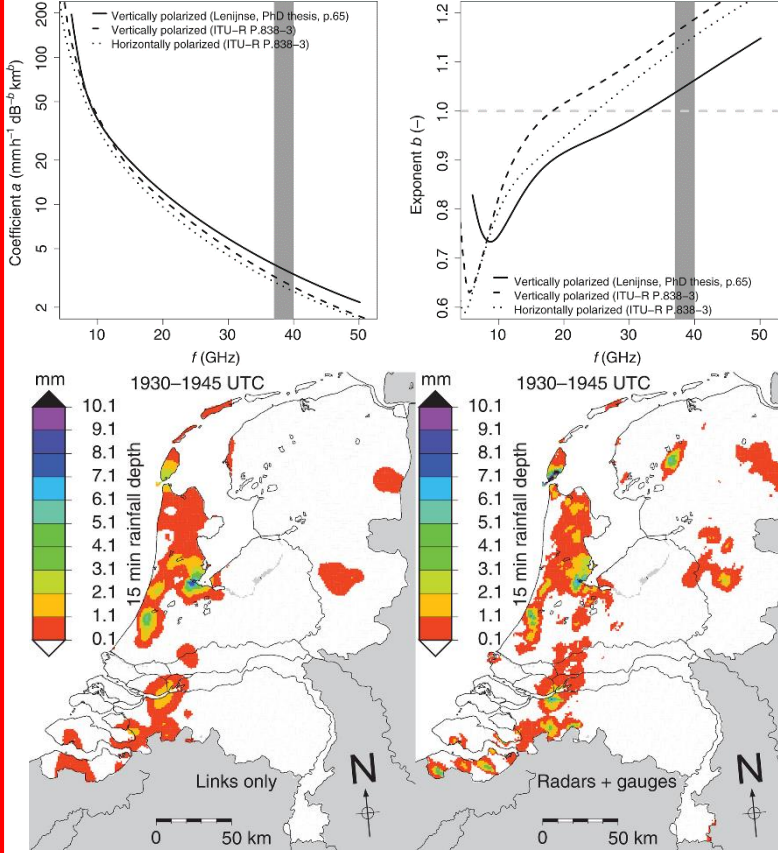 200
100
50
20
10
5
2
Coefficient a (mmh⁻¹ dB⁻ᵇ kmᵇ)
Vertically polarized (Lenijnse, PhD thesis, p.65)
Vertically polarized (ITU–R P.838–3)
Horizontally polarized (ITU–R P.838–3)
10 20 30 40 50
f (GHz)
1.2
1.1
1.0
0.9
0.8
0.7
0.6
Exponent b (–)
Vertically polarized (Leijnse, PhD thesis, p.65)
Vertically polarized (ITU–R P.838–3)
Horizontally polarized (ITU–R P.838–3)
10 20 30 40 50
f (GHz)
mm
1930–1945 UTC
10.1
9.1
8.1
7.1
6.1
5.1
4.1
3.1
2.1
1.1
0.1
15 min rainfall depth
Links only
N
0 50 km
mm
1930–1945 UTC
10.1
9.1
8.1
7.1
6.1
5.1
4.1
3.1
2.1
1.1
0.1
15 min rainfall depth
Radars + gauges
N
0 50 km